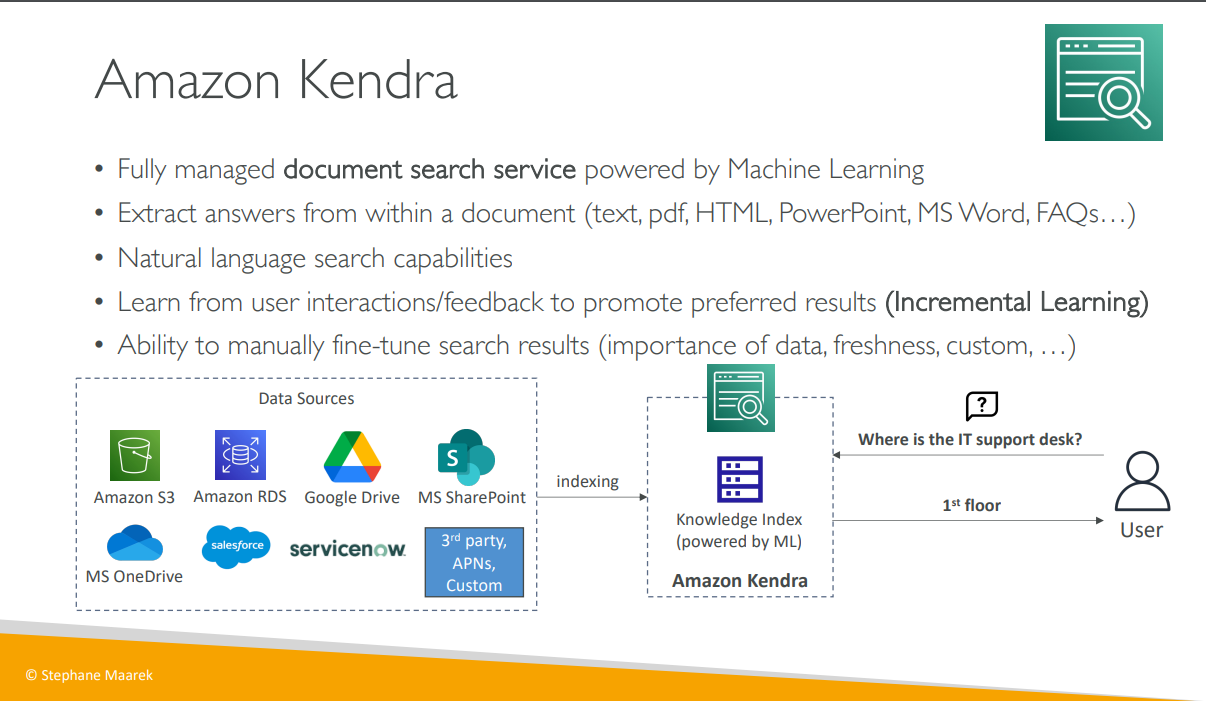 Amazon Kendra
• Fully managed document search service powered by Machine Learning
• Extract answers from within a document (text, pdf, HTML, PowerPoint, MS Word, FAQs…)
• Natural language search capabilities
• Learn from user interactions/feedback to promote preferred results (Incremental Learning)
• Ability to manually fine-tune search results (importance of data, freshness, custom, …)
Data Sources
Amazon S3
Amazon RDS
Google Drive
S
MS SharePoint
MS OneDrive
salesforce
servicenow
3rd party,
APNs,
Custom
indexing
Knowledge Index
(powered by ML)
Amazon Kendra
?
Where is the IT support desk?
1st floor
User
© Stephane Maarek